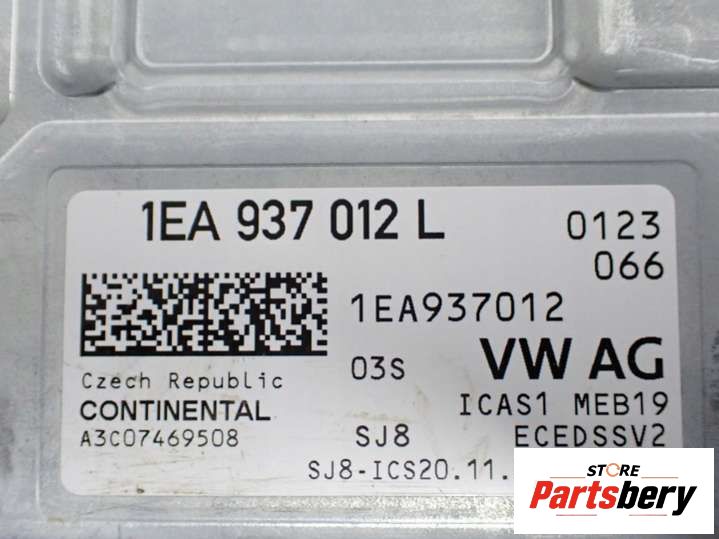 1EA 937 012 L
0123
066
1EA937012
03S
VW AG
Czech Republic
CONTINENTAL
A3C07469508
ICAS1 MEB19
SJ8
ECEDSSV2
SJ8-ICS20.11.
STORE
Partsbery